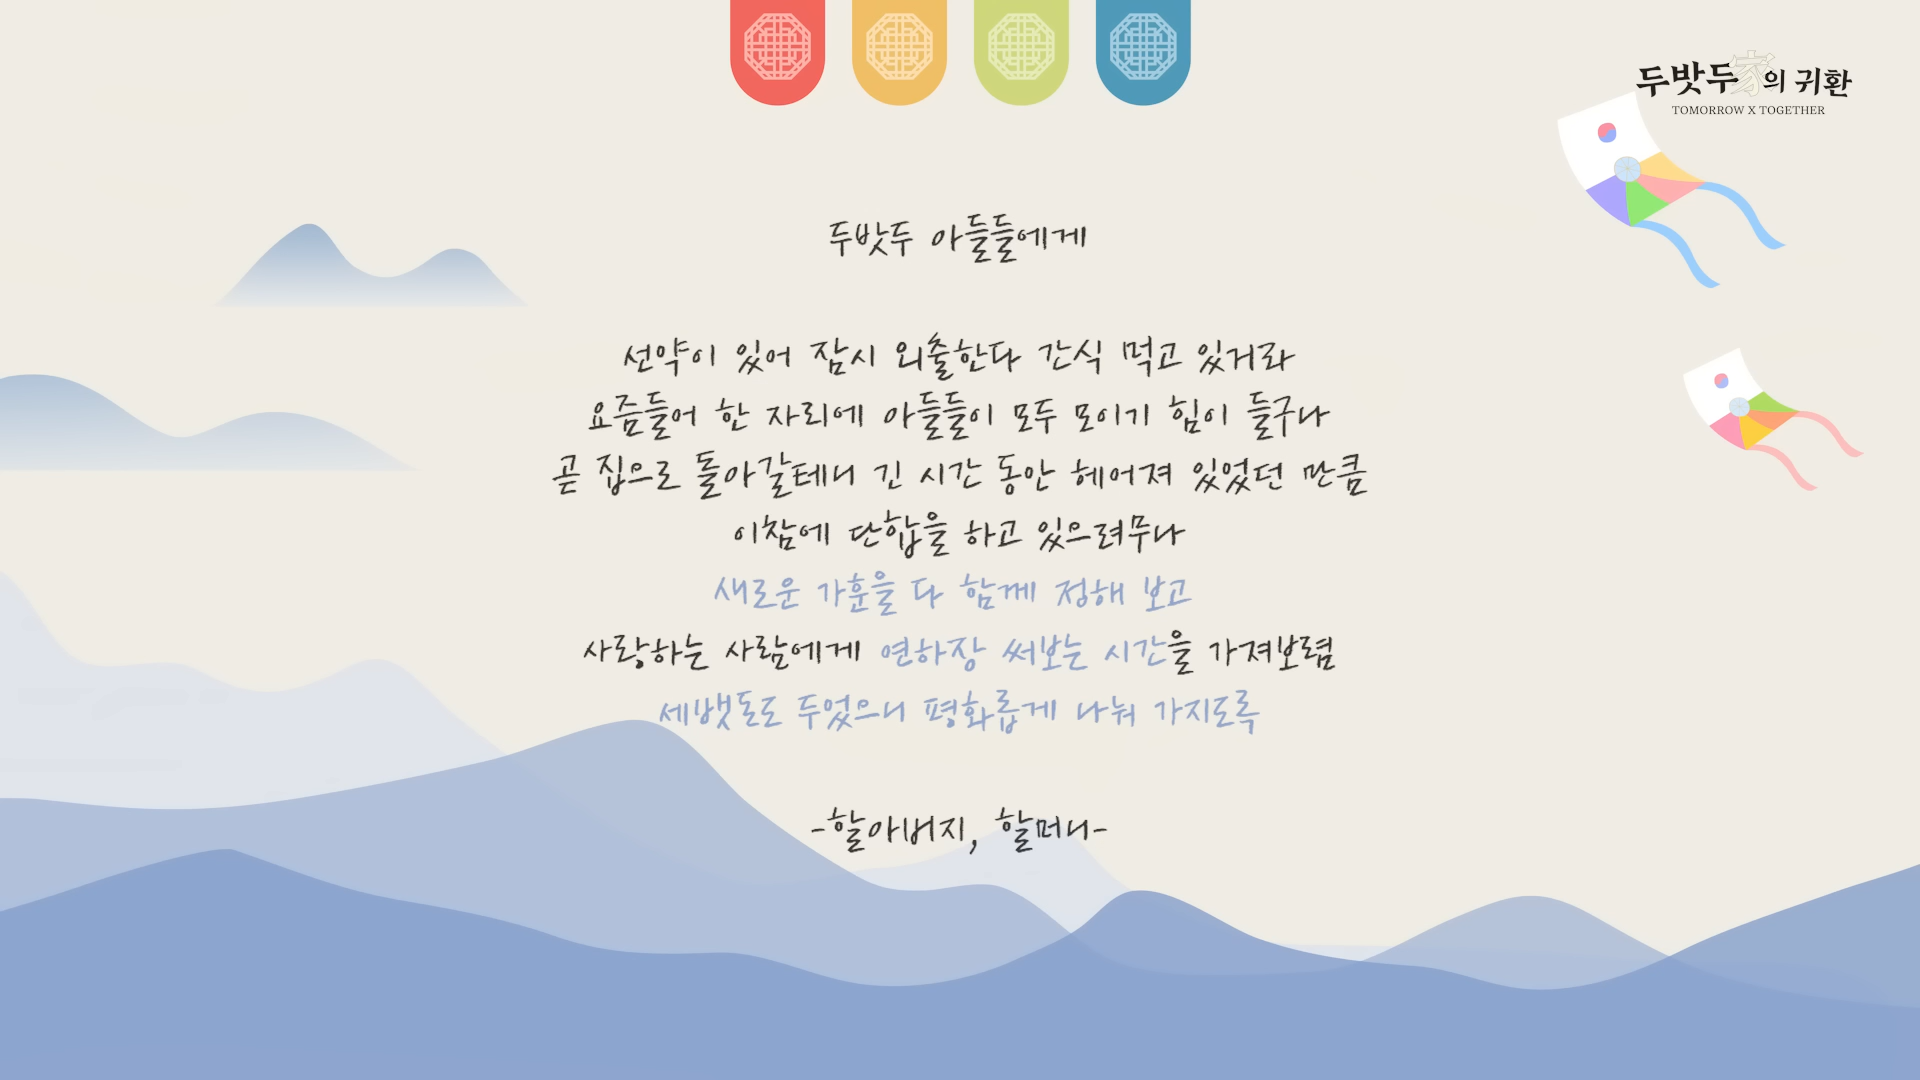 두밧두家의 귀환
TOMORROW X TOGETHER
두밧두 아들들에게
선약이 있어 잠시 외출한다 간식 먹고 있거라
요즘들어 한 자리에 아들들이 모두 모이기 힘이 들구나
곧 집으로 돌아갈테니 긴 시간 동안 헤어져 있었던 만큼
이참에 단합을 하고 있으려무나
새로운 가훈을 다 함께 정해 보고
사랑하는 사람에게 연하장 써보는 시간을 가져보렴
세뱃돈도 두었으니 평화롭게 나눠 가지도록
-할아버지, 할머니-